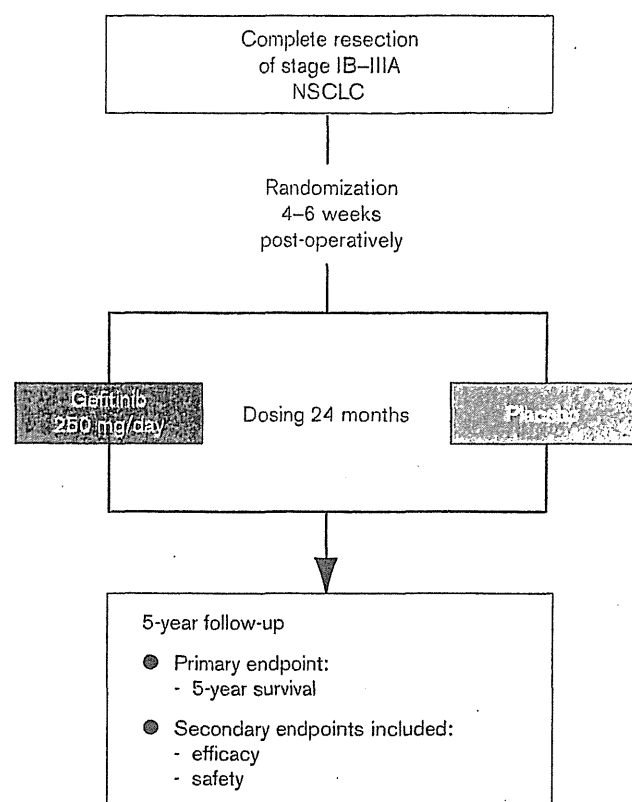 Complete resection
of stage IB–IIIA
NSCLC
Randomization
4–6 weeks
post-operatively
Gefitinib
250 mg/day
Dosing 24 months
Placebo
5-year follow-up
● Primary endpoint:
- 5-year survival
● Secondary endpoints included:
- efficacy
- safety